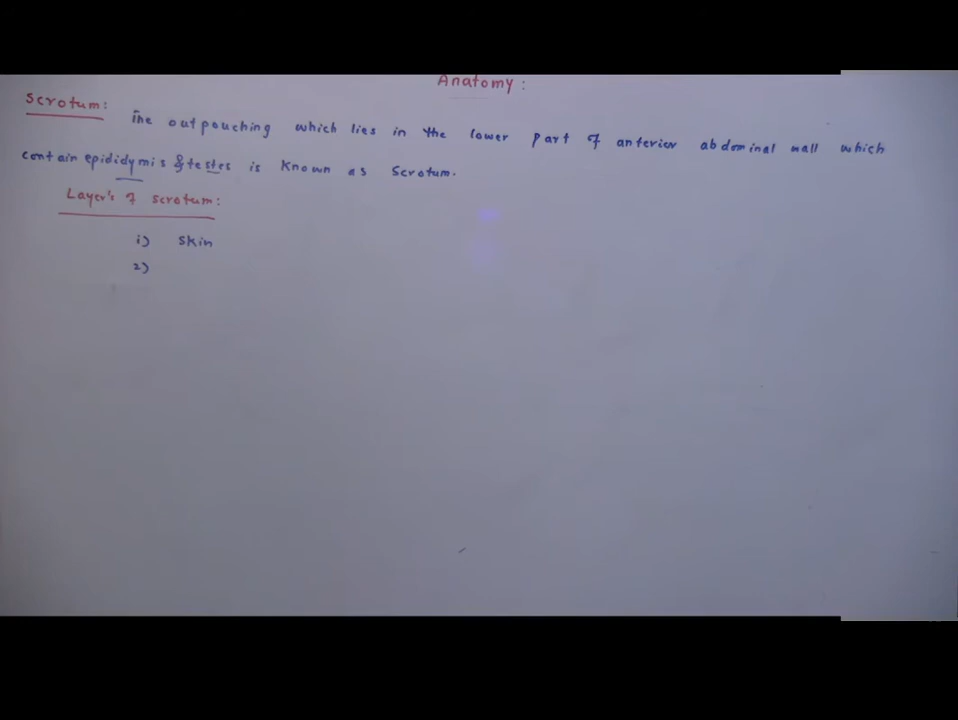 Anatomy :
Scrotum : The outpouching which lies in the lower part of anterior abdominal wall which
contain epididymis & testes is known as Scrotum.
Layer's of scrotum :
i) skin
2)